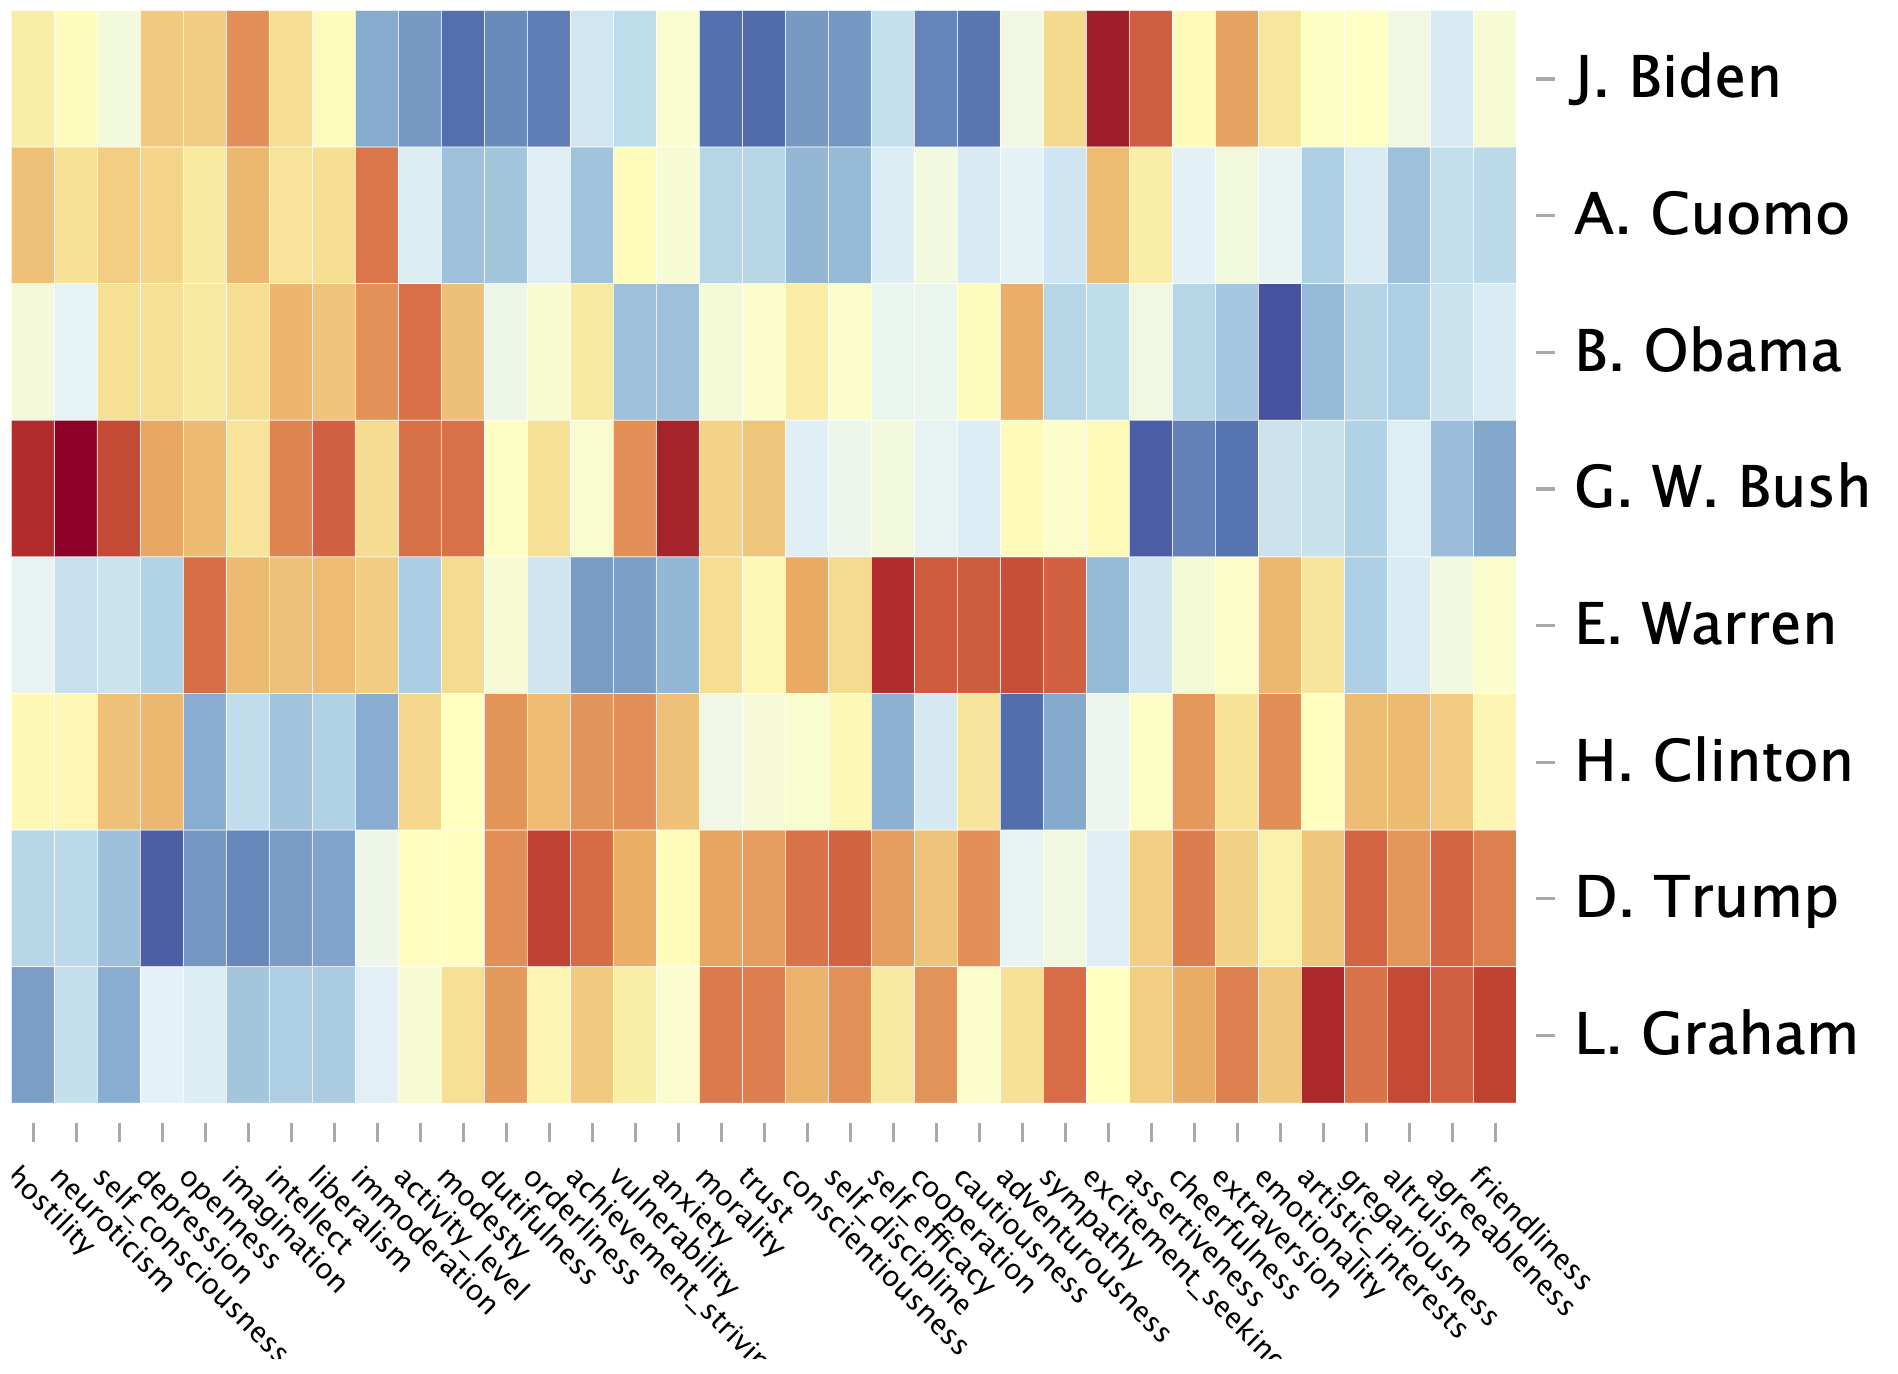 J. Biden
A. Cuomo
B. Obama
G. W. Bush
E. Warren
H. Clinton
D. Trump
L. Graham
hostility
neuroticism
self_consciousness
depression
openness
imagination
intellect
liberalism
immoderation
activity_level
modesty
dutifulness
orderliness
achievement_strivin
vulnerability
anxiety
morality
trust
conscientiousness
self_discipline
self_efficacy
cooperation
cautiousness
adventurousness
sympathy
excitement_seeking
assertiveness
cheerfulness
extraversion
emotionality
artistic_interests
gregariousness
altruism
agreeableness
friendliness